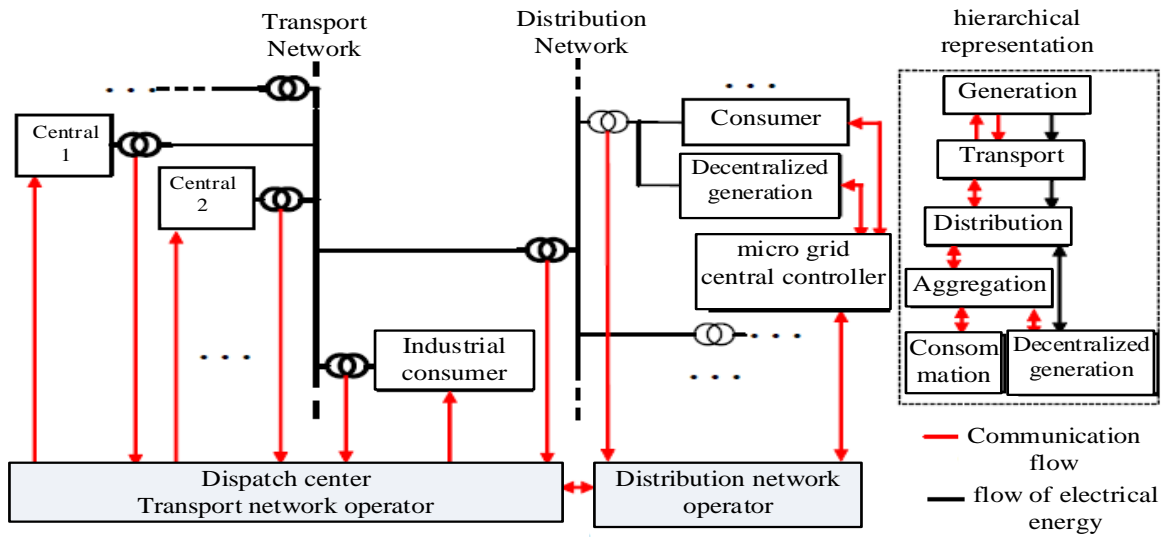 Transport
Network
Distribution
Network
hierarchical
representation
. . .
. . .
Central
1
Central
2
Consumer
Decentralized
generation
micro grid
central controller
. . .
Industrial
consumer
. . .
. . .
Generation
Transport
Distribution
Aggregation
Consom
mation
Decentralized
generation
Communication
flow
flow of electrical
energy
Dispatch center
Transport network operator
Distribution network
operator